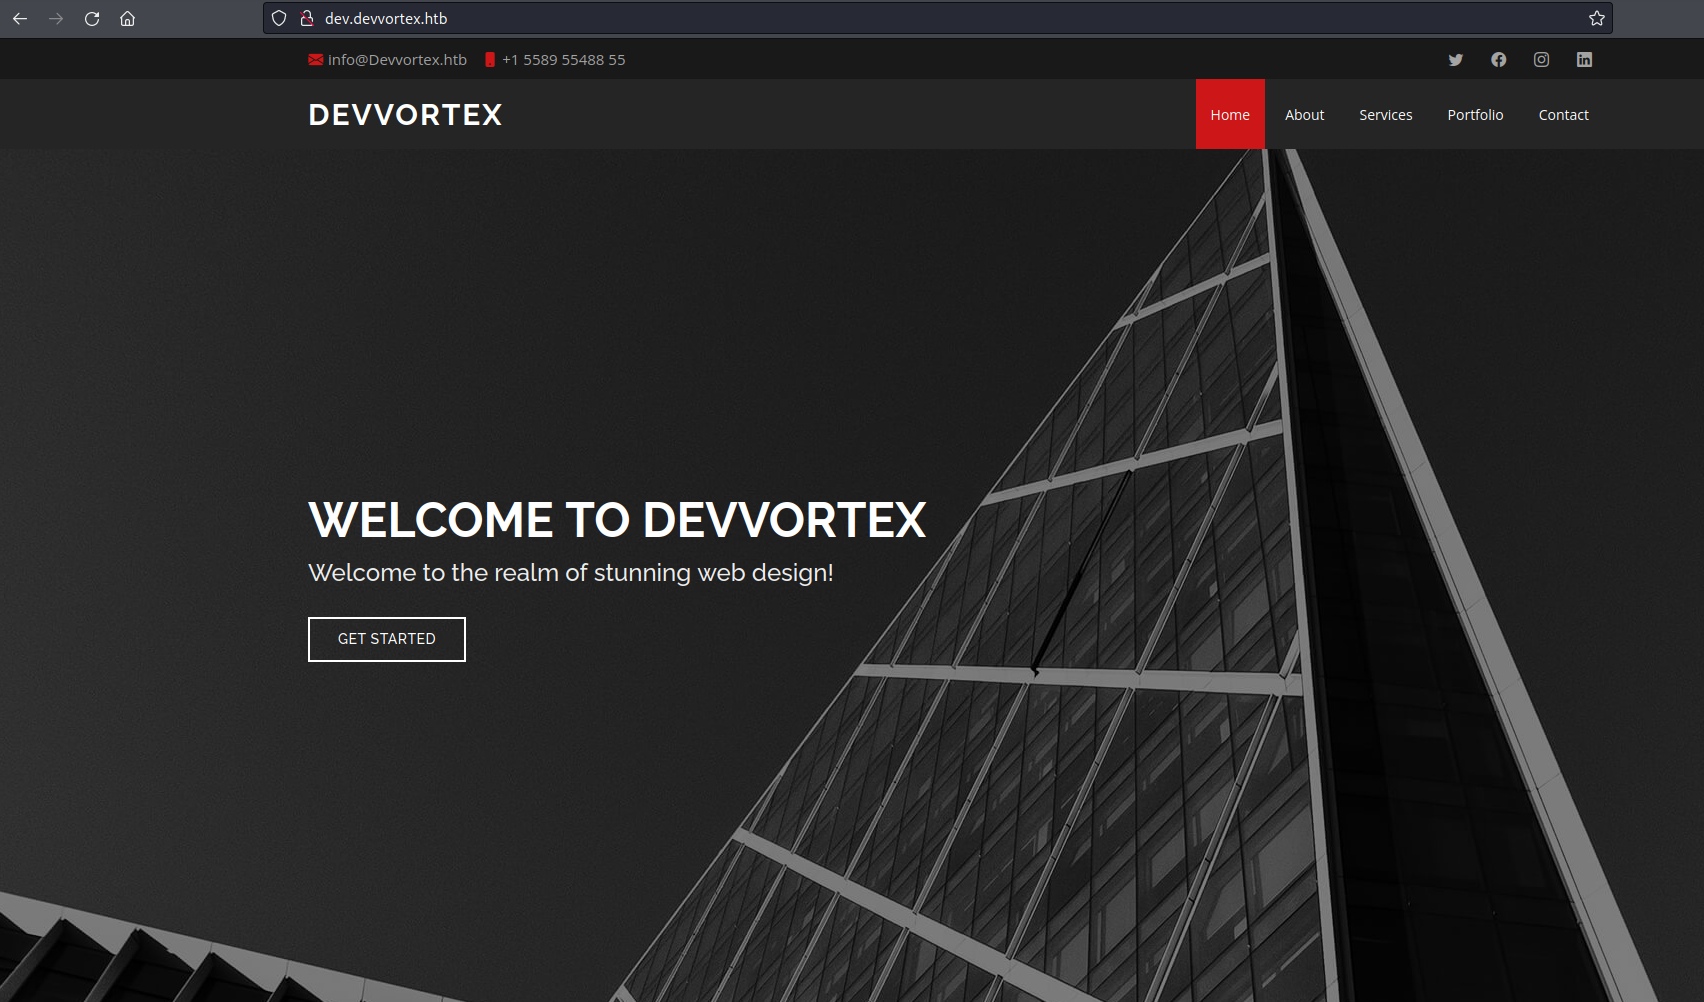 dev.devvortex.htb
info@Devvortex.htb +1 5589 55488 55
DEVVORTEX
Home About Services Portfolio Contact
WELCOME TO DEVVORTEX
Welcome to the realm of stunning web design!
GET STARTED